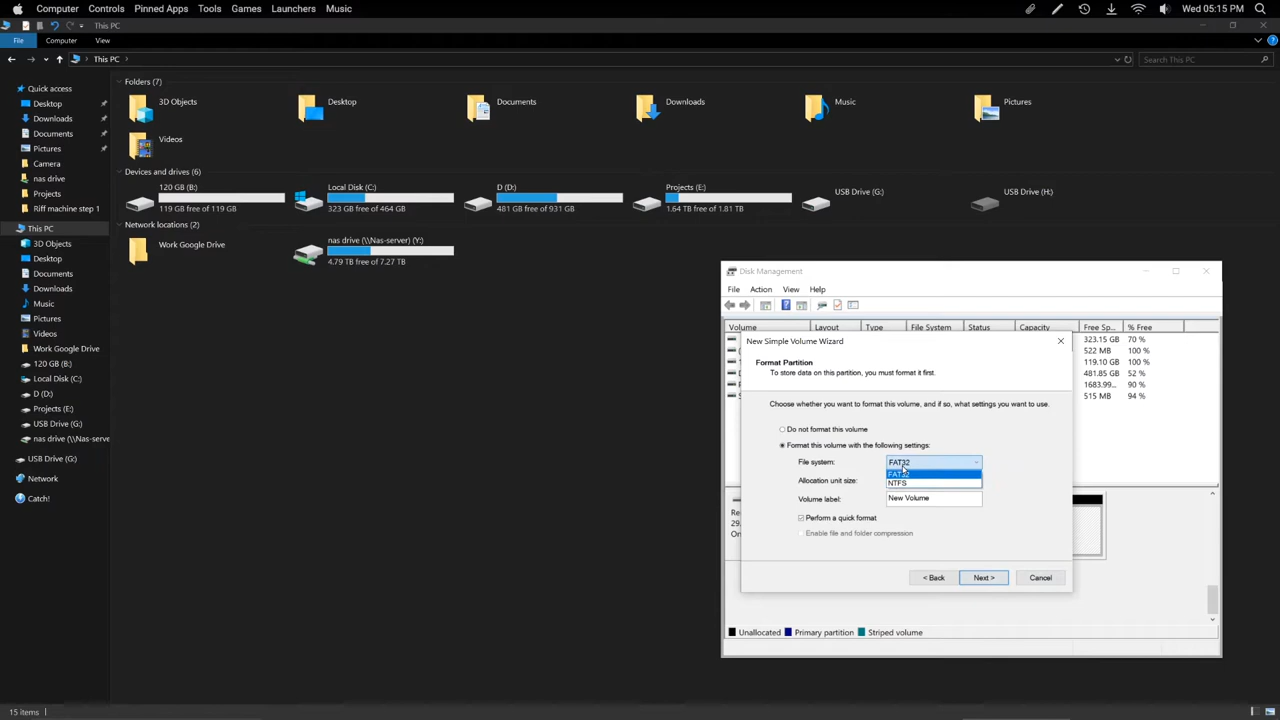 Computer Controls Pinned Apps Tools Games Launchers Music Wed 05:15 PM
This PC
File Computer View
This PC
Search This PC
Quick access
Desktop
Downloads
Documents
Pictures
Camera
nas drive
Projects
Riff machine step 1
This PC
3D Objects
Desktop
Documents
Downloads
Music
Pictures
Videos
Work Google Drive
120 GB (B:)
Local Disk (C:)
D (D:)
Projects (E:)
USB Drive (G:)
nas drive (\\Nas-serve
USB Drive (G:)
Network
Catch!
Folders (7)
3D Objects Desktop Documents Downloads Music Pictures
Videos
Devices and drives (6)
120 GB (B:)
119 GB free of 119 GB
Local Disk (C:)
323 GB free of 464 GB
D (D:)
481 GB free of 931 GB
Projects (E:)
1.64 TB free of 1.81 TB
USB Drive (G:)
USB Drive (H:)
Network locations (2)
Work Google Drive
nas drive (\\Nas-server) (Y:)
4.79 TB free of 7.27 TB
Disk Management
File Action View Help
Volume Layout Type File System Status Capacity Free Sp... % Free
323.15 GB 70 %
522 MB 100 %
119.10 GB 100 %
481.85 GB 52 %
1683.99... 90 %
515 MB 94 %
New Simple Volume Wizard
Format Partition
To store data on this partition, you must format it first.
Choose whether you want to format this volume, and if so, what settings you want to use.
Do not format this volume
Format this volume with the following settings:
File system: FAT32
FAT32
NTFS
Allocation unit size:
Volume label: New Volume
Perform a quick format
Enable file and folder compression
< Back Next > Cancel
Unallocated Primary partition Striped volume
15 items